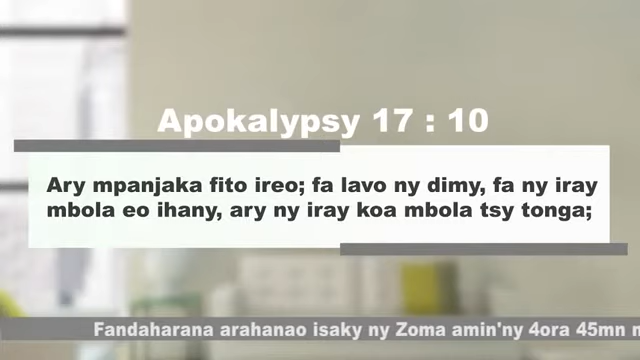 Apokalypsy 17 : 10
Ary mpanjaka fito ireo; fa lavo ny dimy, fa ny iray
mbola eo ihany, ary ny iray koa mbola tsy tonga;
Fandaharana arahanao isaky ny Zoma amin'ny 4ora 45mn